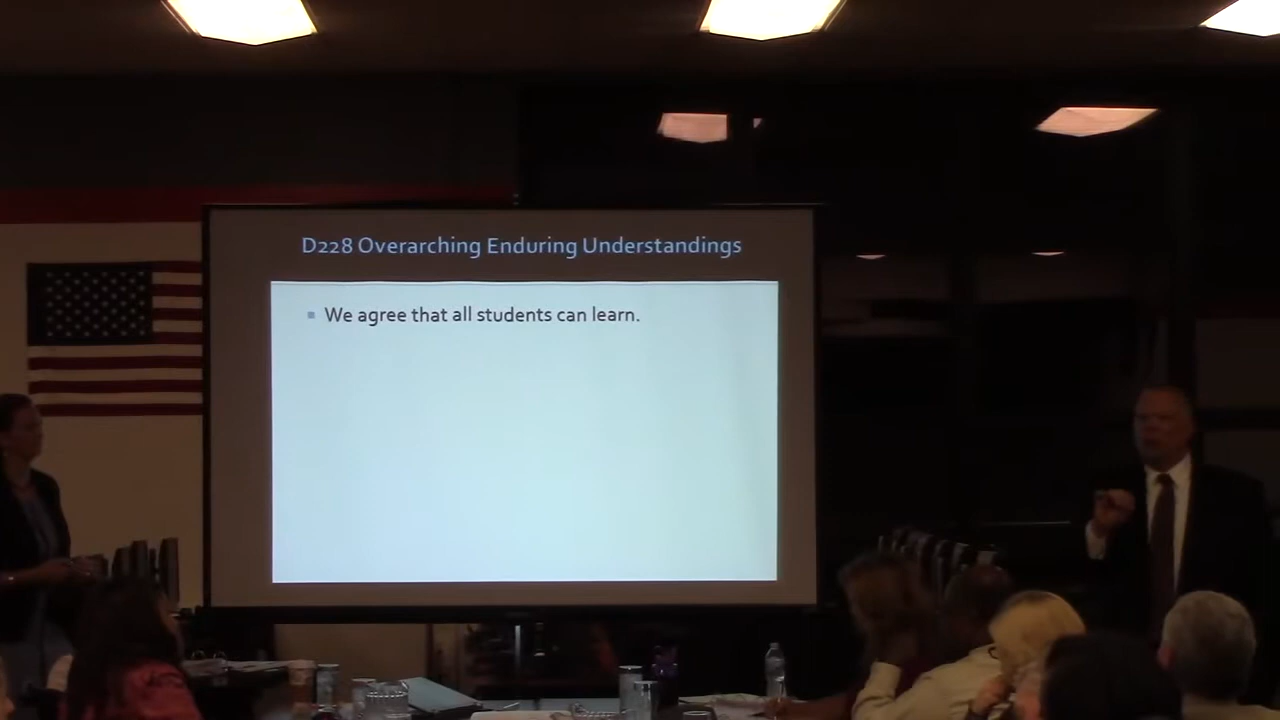 D228 Overarching Enduring Understandings
We agree that all students can learn.